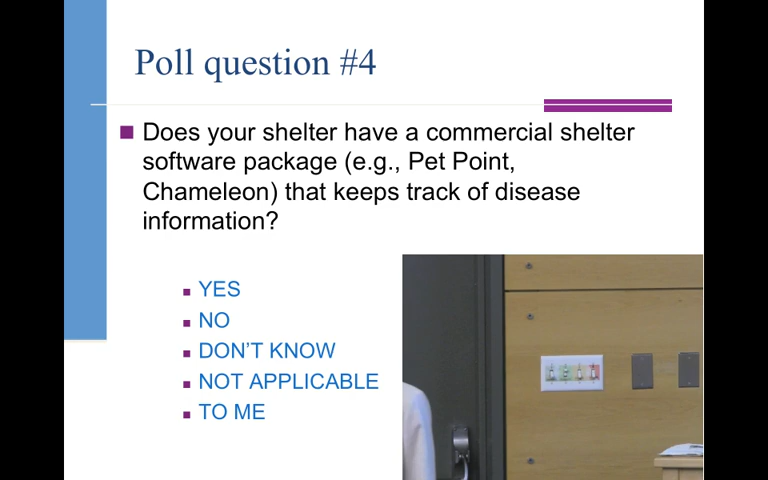 Poll question #4
Does your shelter have a commercial shelter
software package (e.g., Pet Point,
Chameleon) that keeps track of disease
information?
YES
NO
DON'T KNOW
NOT APPLICABLE
TO ME